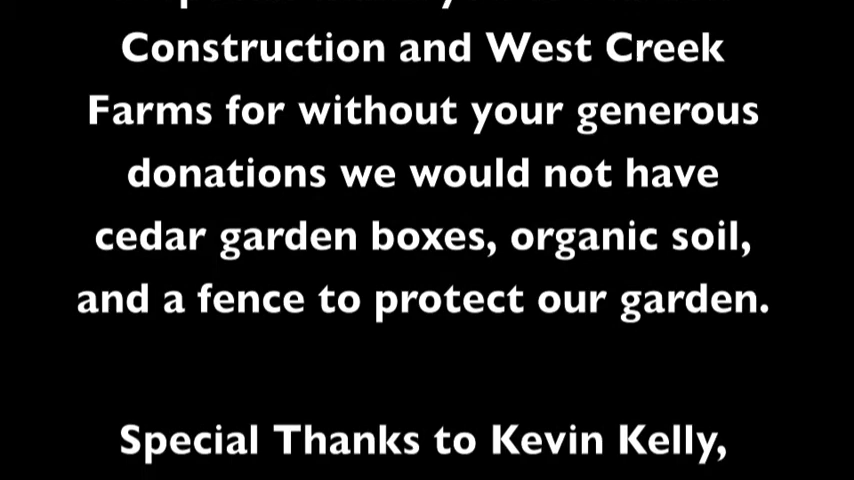 Construction and West Creek
Farms for without your generous
donations we would not have
cedar garden boxes, organic soil,
and a fence to protect our garden.
Special Thanks to Kevin Kelly,